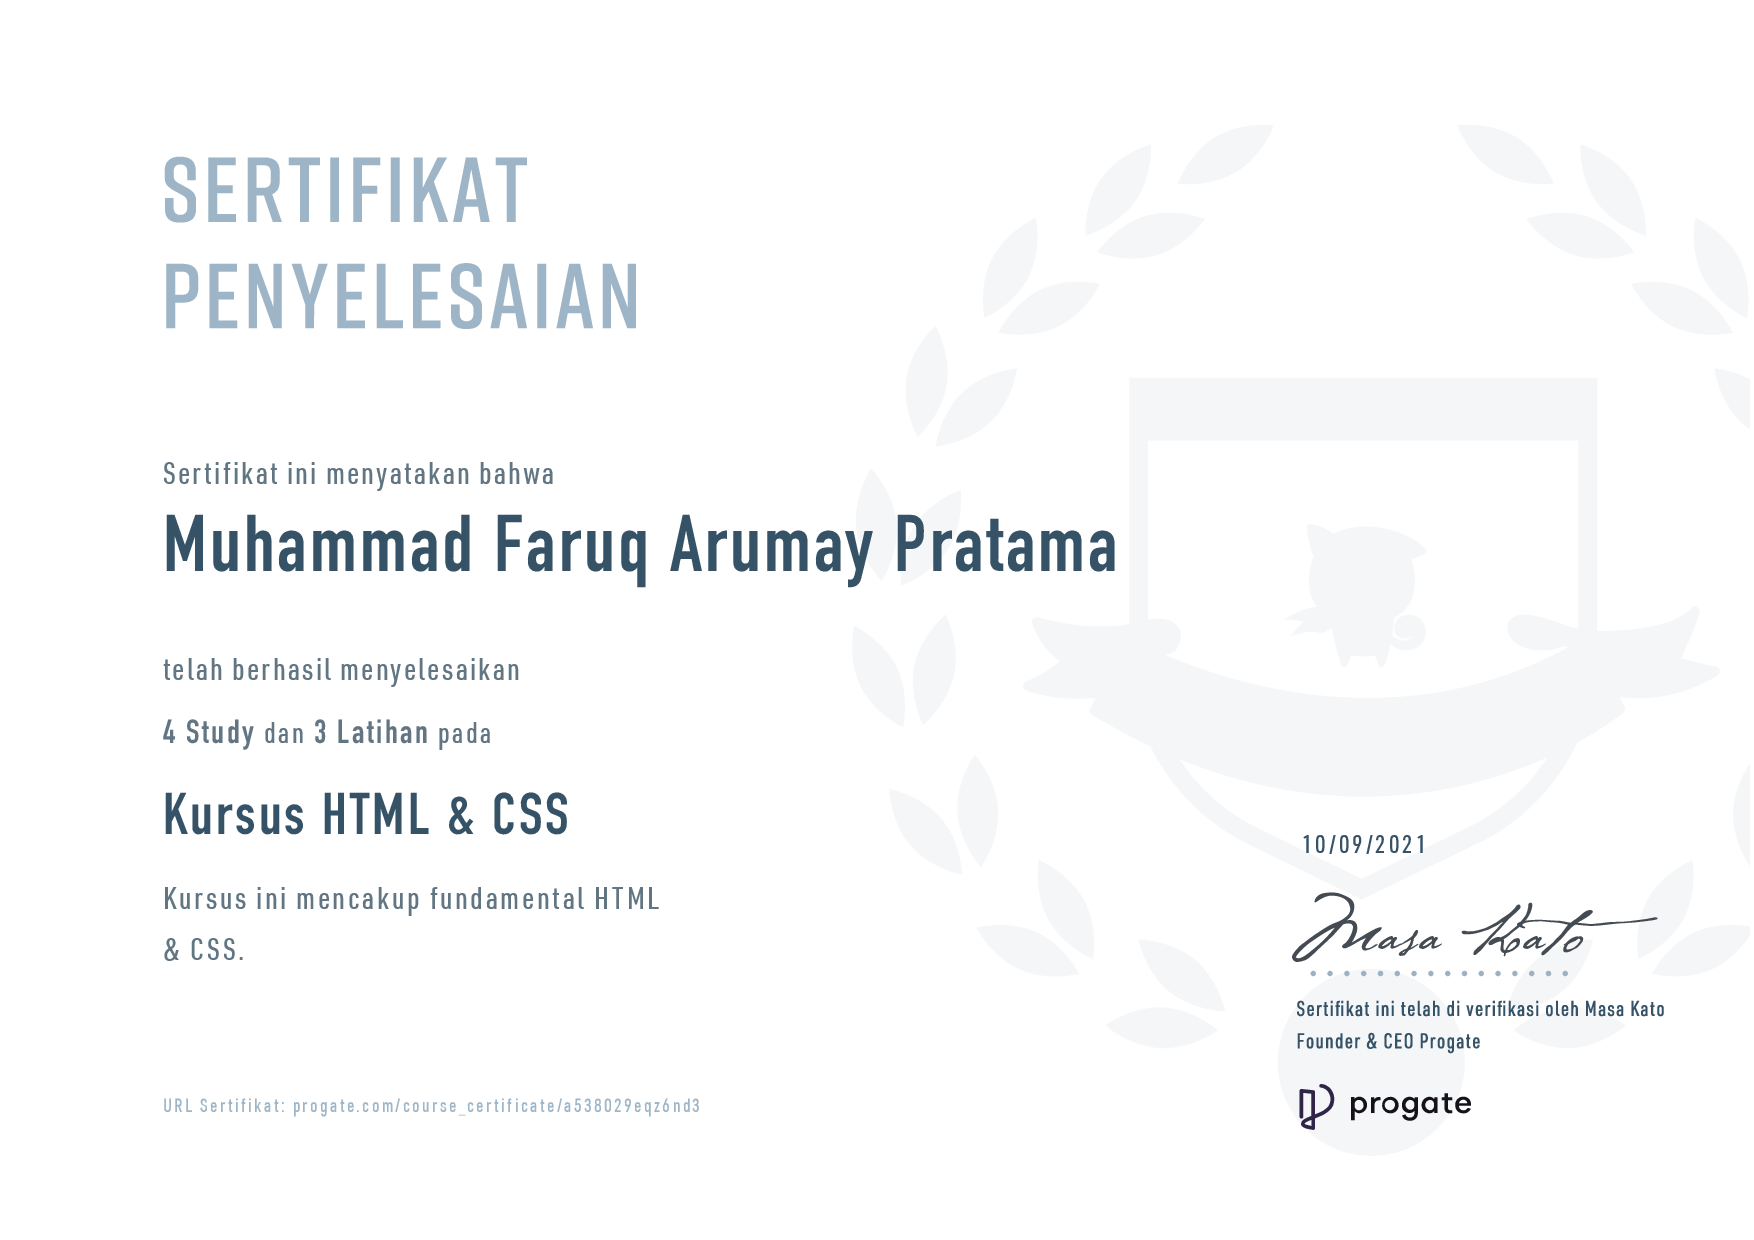 SERTIFIKAT
PENYELESAIAN
Sertifikat ini menyatakan bahwa
Muhammad Faruq Arumay Pratama
telah berhasil menyelesaikan
4 Study dan 3 Latihan pada
Kursus HTML & CSS
Kursus ini mencakup fundamental HTML
& CSS.
10/09/2021
Masa Kato
Sertifikat ini telah di verifikasi oleh Masa Kato
Founder & CEO Progate
progate
URL Sertifikat: progate.com/course_certificate/a538029eqz6nd3